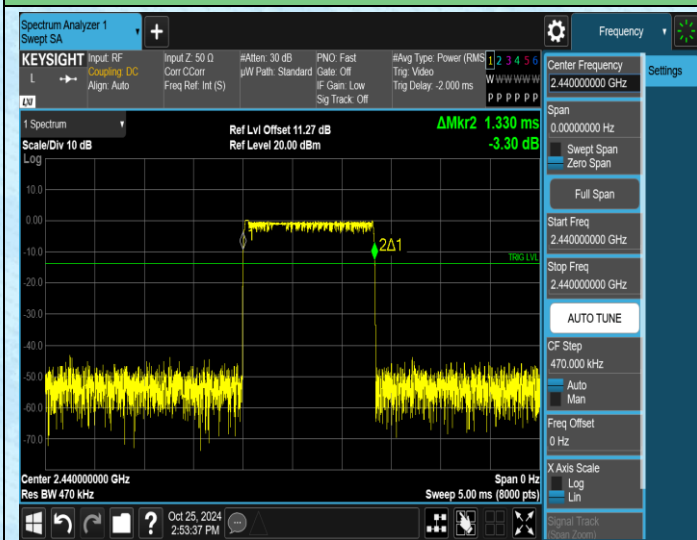 Spectrum Analyzer 1
Swept SA
+
Frequency
KEYSIGHT
L
LXI
Input: RF
Coupling: DC
Align: Auto
Input Z: 50 Ω
Corr CCorr
Freq Ref: Int (S)
#Atten: 30 dB
µW Path: Standard
PNO: Fast
Gate: Off
IF Gain: Low
Sig Track: Off
#Avg Type: Power (RMS
Trig: Video
Trig Delay: -2.000 ms
1 2 3 4 5 6
W W W W W W
P P P P P P
1 Spectrum
Scale/Div 10 dB
Log
Ref Lvl Offset 11.27 dB
Ref Level 20.00 dBm
ΔMkr2 1.330 ms
-3.30 dB
10.0
0.00
-10.0
-20.0
-30.0
-40.0
-50.0
-60.0
-70.0
1
2Δ1
TRIG LVL
Center 2.440000000 GHz
Res BW 470 kHz
Span 0 Hz
Sweep 5.00 ms (8000 pts)
Center Frequency
2.440000000 GHz
Settings
Span
0.00000000 Hz
Swept Span
Zero Span
Full Span
Start Freq
2.440000000 GHz
Stop Freq
2.440000000 GHz
AUTO TUNE
CF Step
470.000 kHz
Auto
Man
Freq Offset
0 Hz
X Axis Scale
Log
Lin
Signal Track
(Span Zoom)
?
Oct 25, 2024
2:53:37 PM